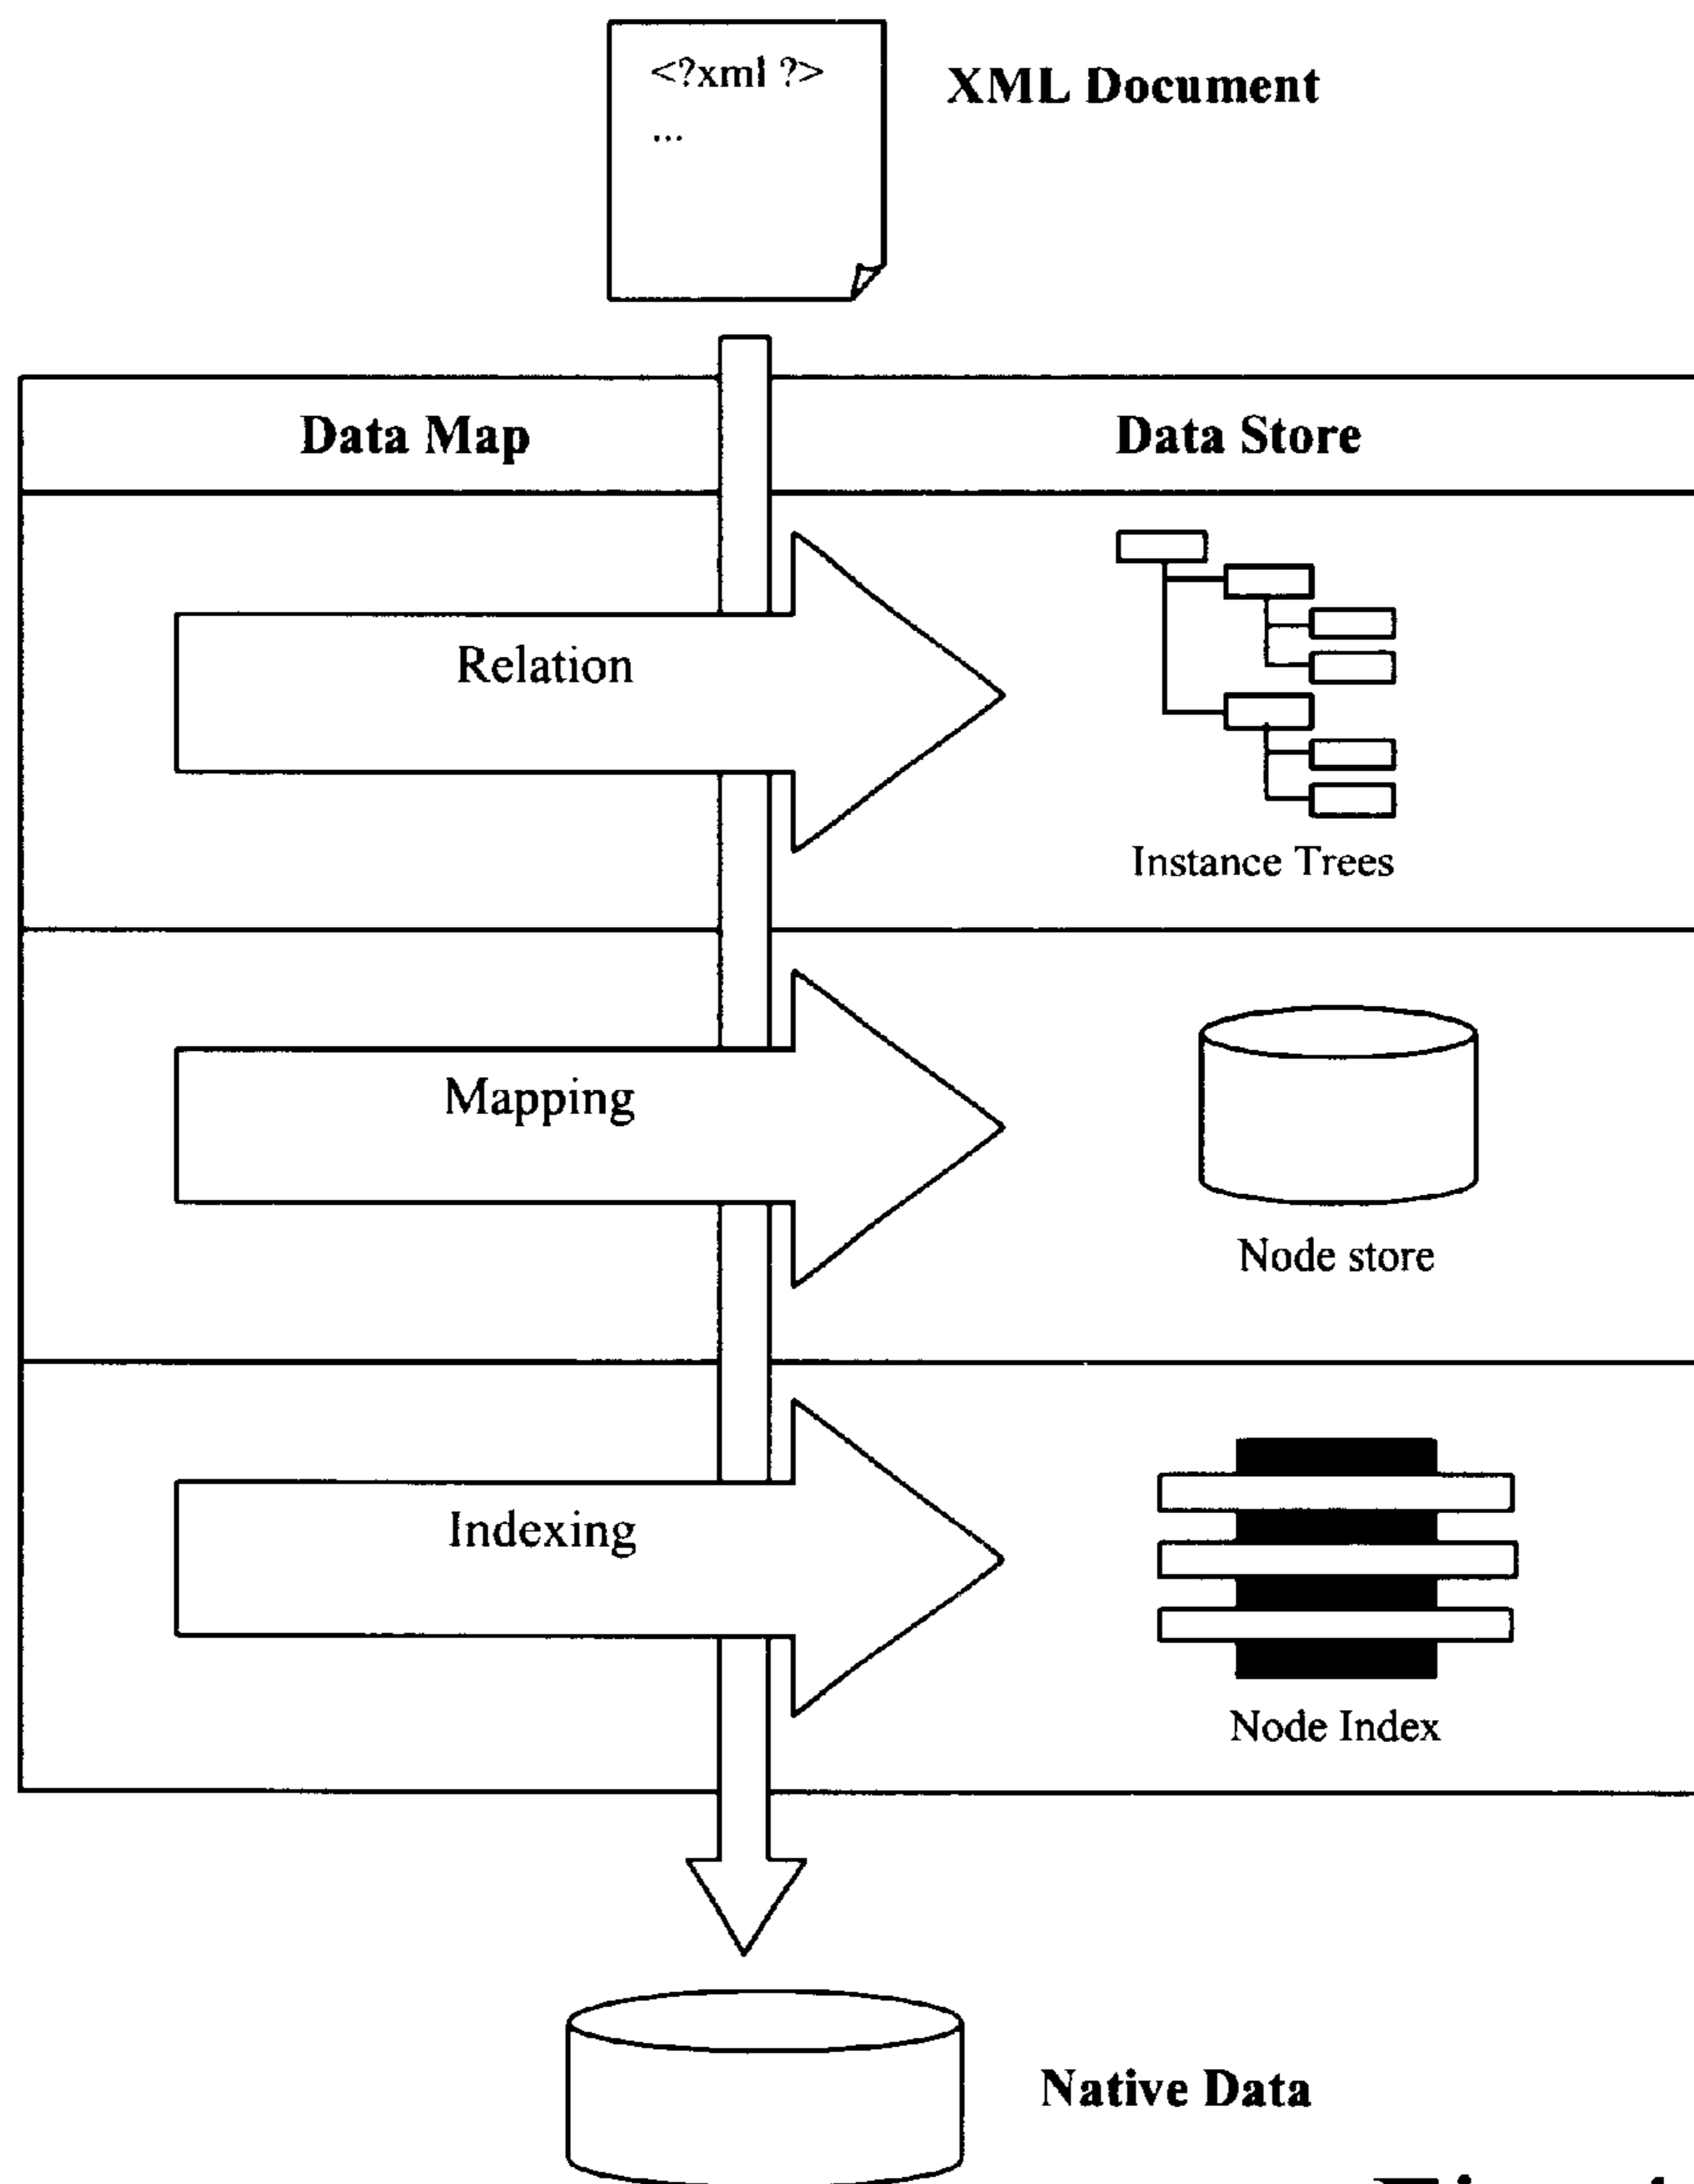 <?xml ?>
...
XML Document
Data Map
Data Store
Relation
Instance Trees
Mapping
Node store
Indexing
Node Index
Native Data